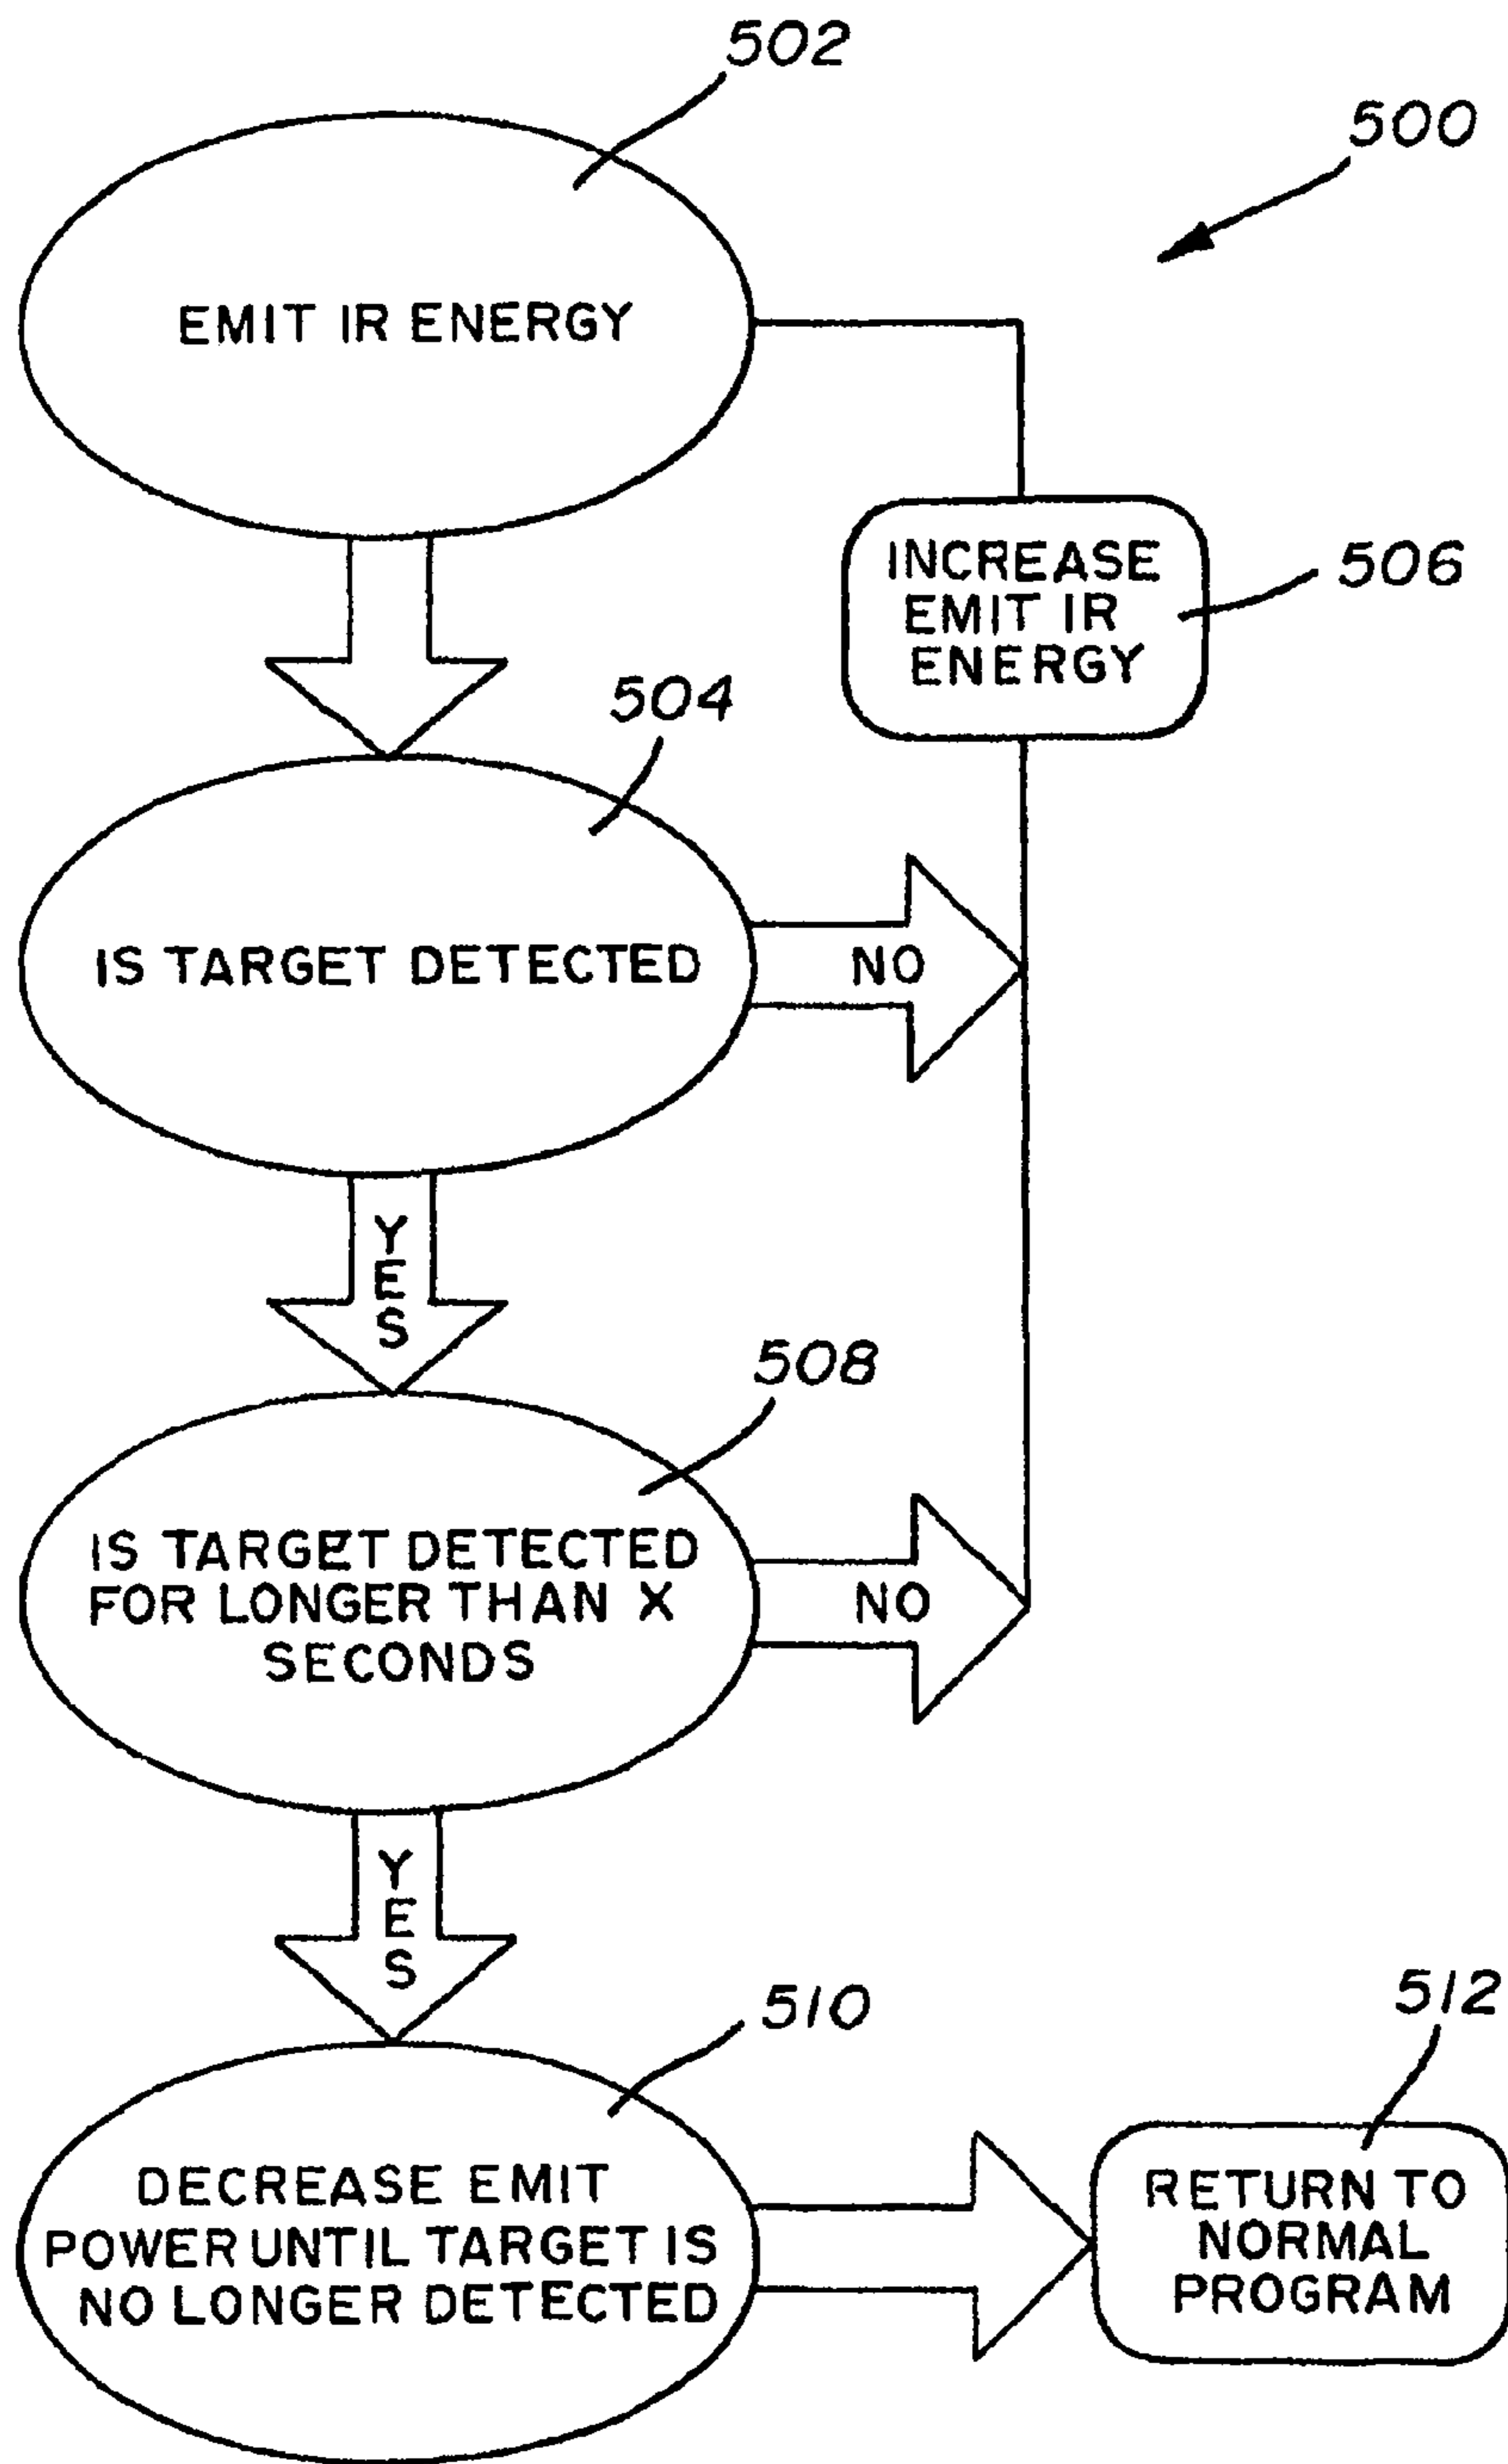 502
500
EMIT IR ENERGY
INCREASE
EMIT IR
ENERGY
506
504
IS TARGET DETECTED
NO
YES
508
IS TARGET DETECTED
FOR LONGER THAN X
SECONDS
NO
YES
510
512
DECREASE EMIT
POWER UNTIL TARGET IS
NO LONGER DETECTED
RETURN TO
NORMAL
PROGRAM